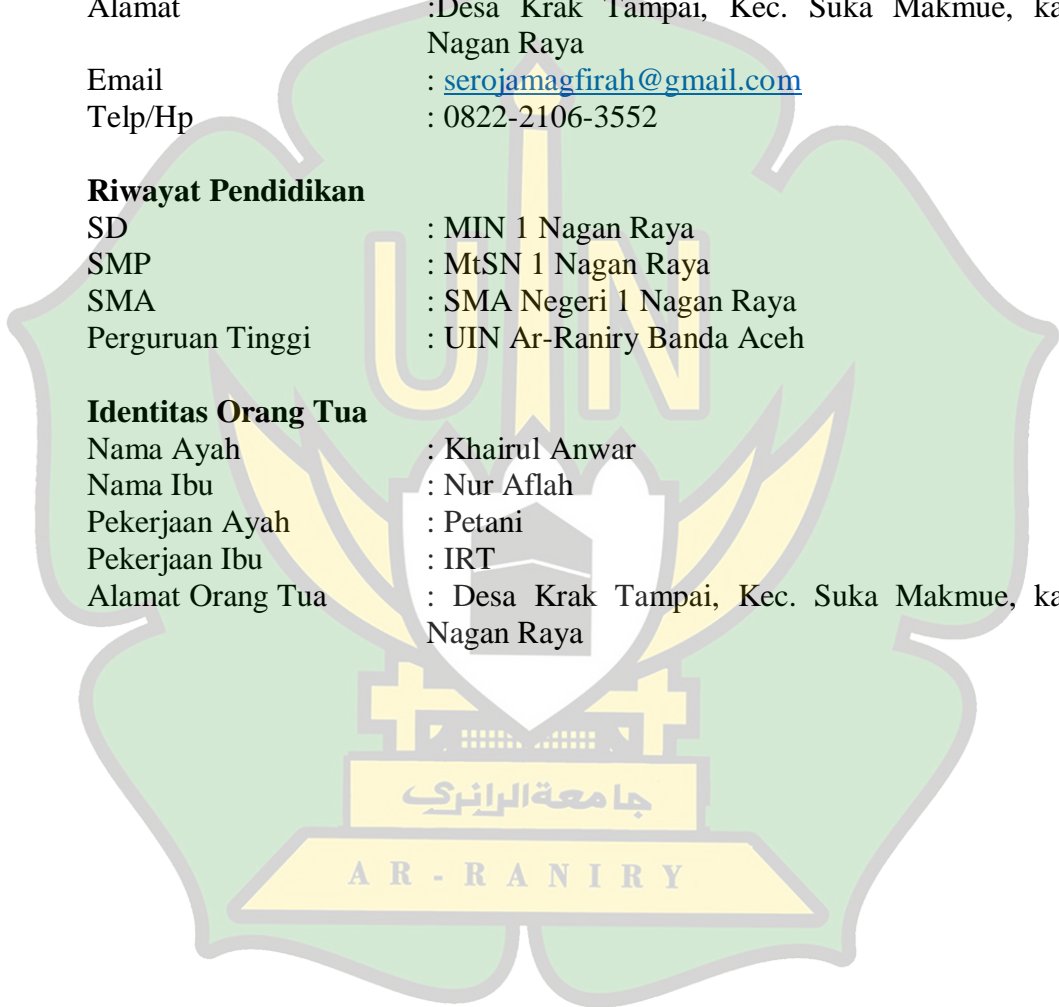 Alamat :Desa Krak Tampai, Kec. Suka Makmue,
Nagan Raya
Email : serojamagfirah@gmail.com
Telp/Hp : 0822-2106-3552
Riwayat Pendidikan
SD : MIN 1 Nagan Raya
SMP : MtSN 1 Nagan Raya
SMA : SMA Negeri 1 Nagan Raya
Perguruan Tinggi : UIN Ar-Raniry Banda Aceh
Identitas Orang Tua
Nama Ayah : Khairul Anwar
Nama Ibu : Nur Aflah
Pekerjaan Ayah : Petani
Pekerjaan Ibu : IRT
Alamat Orang Tua : Desa Krak Tampai, Kec. Suka Makmue,
Nagan Raya
UIN
جامعة الرانري
AR-RANIRY